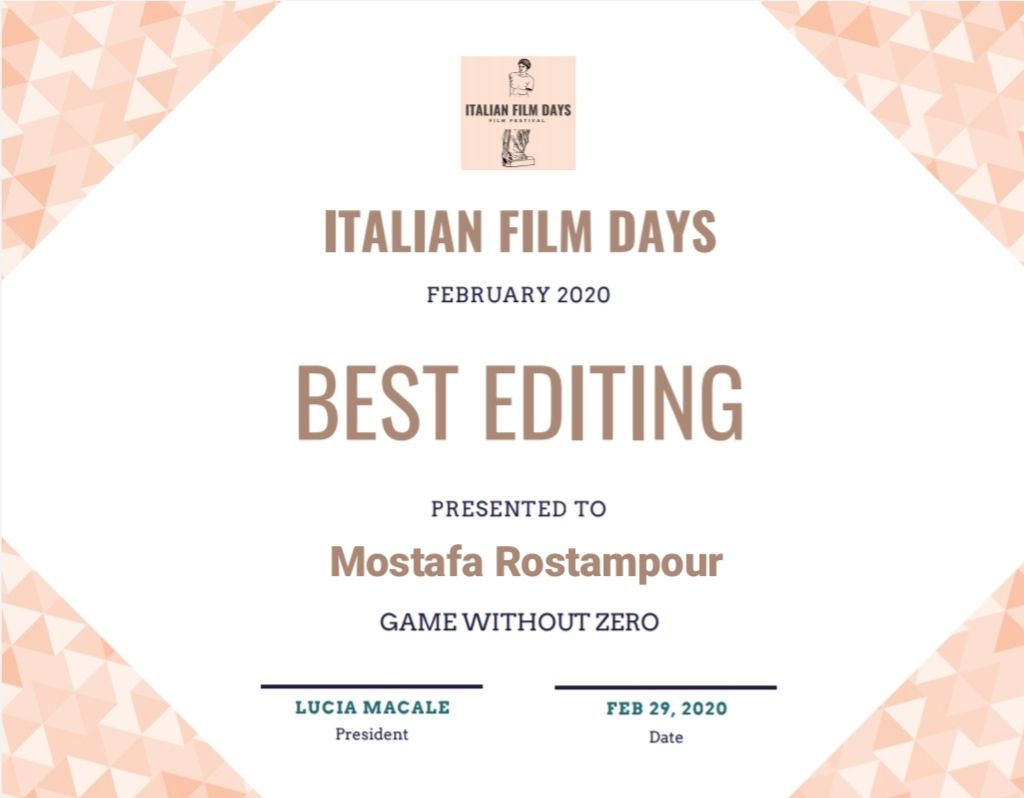 ITALIAN FILM DAYS
FILM FESTIVAL
ITALIAN FILM DAYS
FEBRUARY 2020
BEST EDITING
PRESENTED TO
Mostafa Rostampour
GAME WITHOUT ZERO
LUCIA MACALE
President
FEB 29, 2020
Date